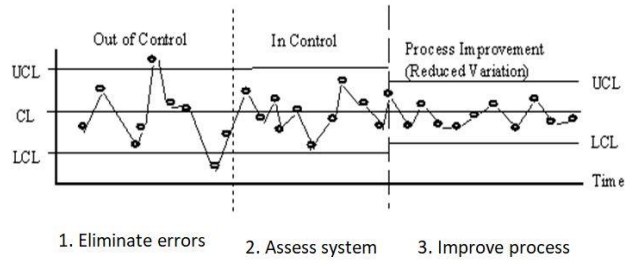 Out of Control
In Control
Process Improvement
(Reduced Variation)
UCL
CL
LCL
UCL
LCL
Time
1. Eliminate errors
2. Assess system
3. Improve process